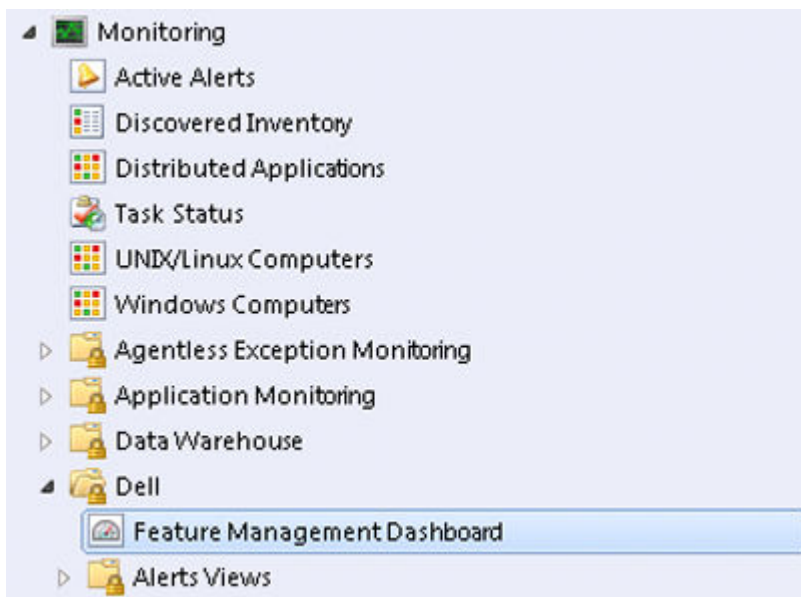 Monitoring
Active Alerts
Discovered Inventory
Distributed Applications
Task Status
UNIX/Linux Computers
Windows Computers
Agentless Exception Monitoring
Application Monitoring
Data Warehouse
Dell
Feature Management Dashboard
Alerts Views